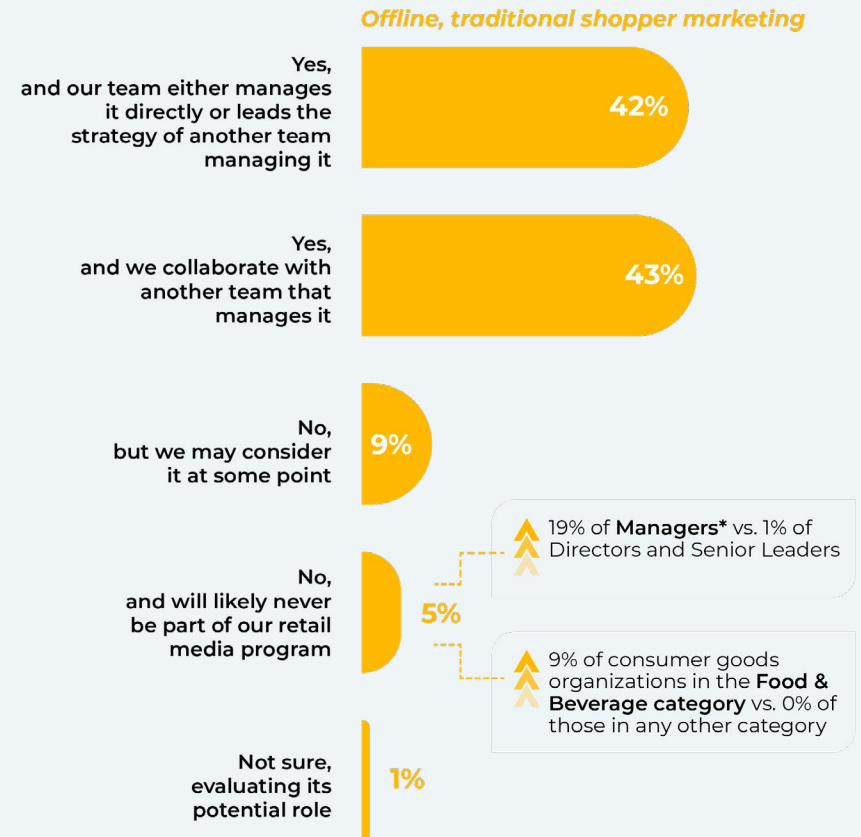 Offline, traditional shopper marketing
Yes,
and our team either manages
it directly or leads the
strategy of another team
managing it
42%
Yes,
and we collaborate with
another team that
manages it
43%
No,
but we may consider
it at some point
9%
No,
and will likely never
be part of our retail
media program
5%
19% of Managers* vs. 1% of
Directors and Senior Leaders
9% of consumer goods
organizations in the Food &
Beverage category vs. 0% of
those in any other category
Not sure,
evaluating its
potential role
1%